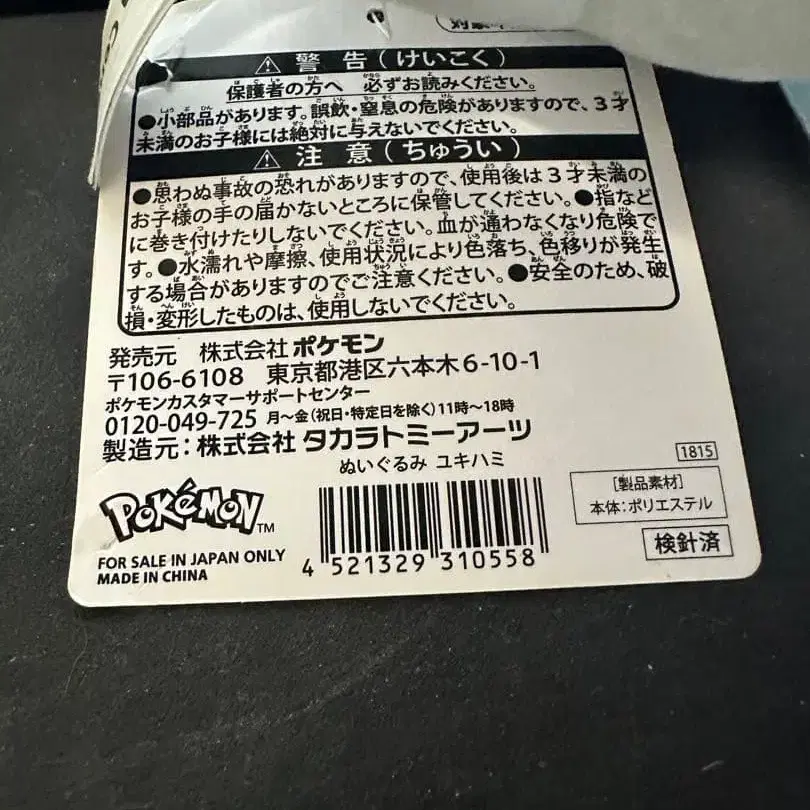 ⚠ 警 告 (けいこく)
保護者の方へ 必ずお読みください。
●小部品があります。誤飲・窒息の危険がありますので、3才
未満のお子様には絶対に与えないでください。
⚠ 注 意 (ちゅうい)
●思わぬ事故の恐れがありますので、使用後は3才未満の
お子様の手の届かないところに保管してください。●指など
に巻き付けたりしないでください。血が通わなくなり危険で
す。●水濡れや摩擦、使用状況により色落ち、色移りが発生
する場合がありますのでご注意ください。●安全のため、破
損・変形したものは、使用しないでください。
発売元 株式会社 ポケモン
〒106-6108 東京都港区六本木6-10-1
ポケモンカスタマーサポートセンター
0120-049-725 月〜金(祝日・特定日を除く)11時〜18時
製造元:株式会社 タカラトミーアーツ
ぬいぐるみ ユキハミ
1815
[製品素材]
本体:ポリエステル
検針済
POKéMON™
FOR SALE IN JAPAN ONLY
MADE IN CHINA
4 521329 310558